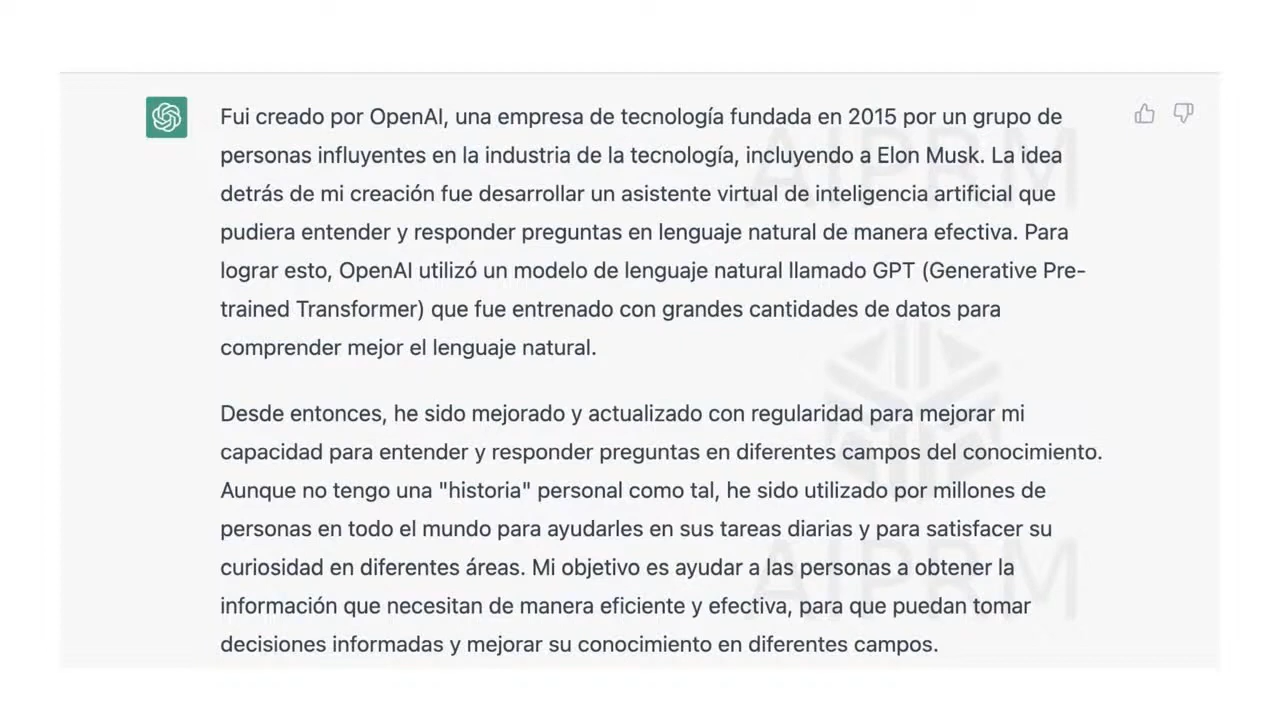 Fui creado por OpenAI, una empresa de tecnología fundada en 2015 por un grupo de
personas influyentes en la industria de la tecnología, incluyendo a Elon Musk. La idea
detrás de mi creación fue desarrollar un asistente virtual de inteligencia artificial que
pudiera entender y responder preguntas en lenguaje natural de manera efectiva. Para
lograr esto, OpenAI utilizó un modelo de lenguaje natural llamado GPT (Generative Pre-
trained Transformer) que fue entrenado con grandes cantidades de datos para
comprender mejor el lenguaje natural.
Desde entonces, he sido mejorado y actualizado con regularidad para mejorar mi
capacidad para entender y responder preguntas en diferentes campos del conocimiento.
Aunque no tengo una "historia" personal como tal, he sido utilizado por millones de
personas en todo el mundo para ayudarles en sus tareas diarias y para satisfacer su
curiosidad en diferentes áreas. Mi objetivo es ayudar a las personas a obtener la
información que necesitan de manera eficiente y efectiva, para que puedan tomar
decisiones informadas y mejorar su conocimiento en diferentes campos.
AIPRM
AIPRM